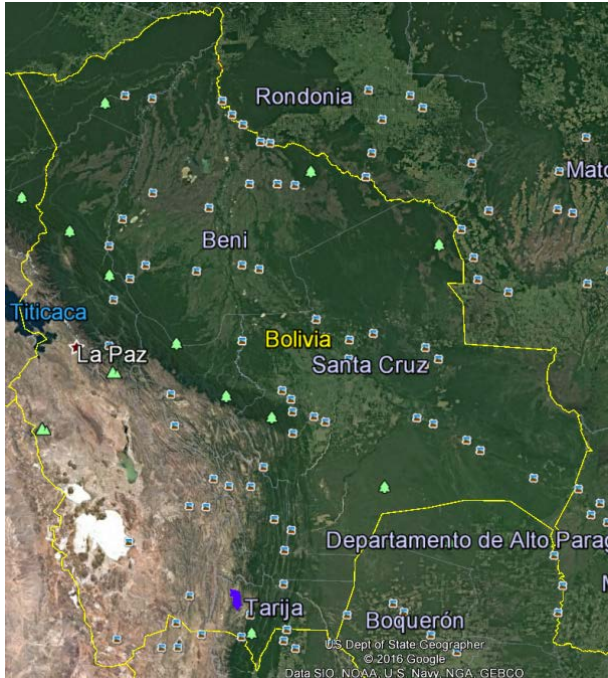 Rondonia
Mato
Beni
Titicaca
Bolivia
La Paz
Santa Cruz
Departamento de Alto Parag
Tarija
Boquerón
US Dept of State Geographer
© 2016 Google
Data SIO, NOAA, U.S. Navy, NGA, GEBCO